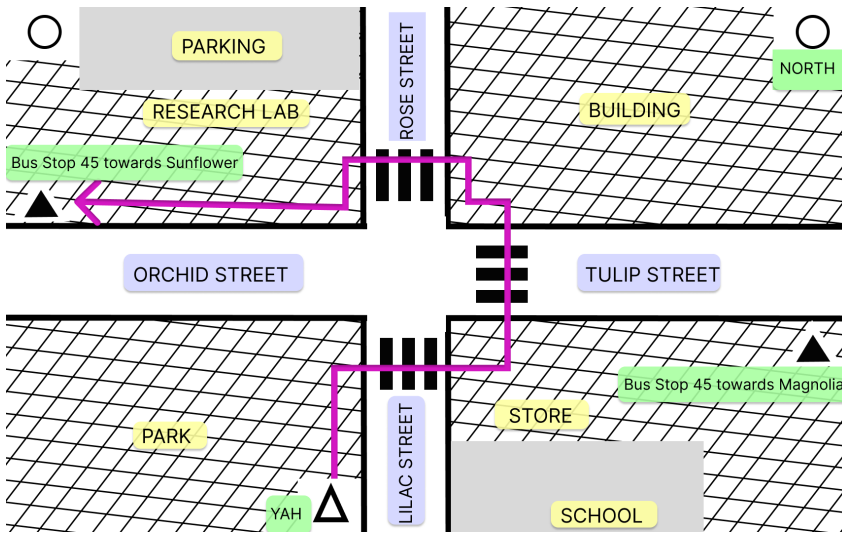 PARKING
ROSE STREET
NORTH
RESEARCH LAB
BUILDING
Bus Stop 45 towards Sunflower
ORCHID STREET
TULIP STREET
Bus Stop 45 towards Magnolia
PARK
LILAC STREET
STORE
YAH
SCHOOL